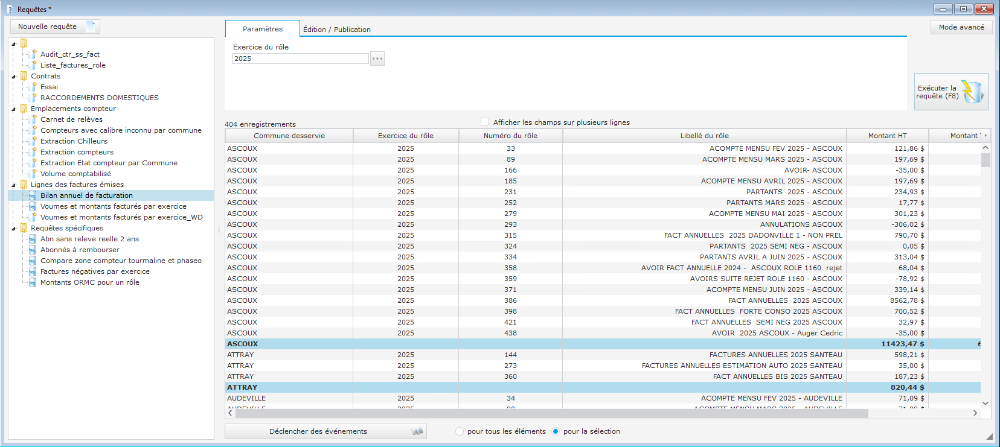 Requêtes *
Nouvelle requête
Audit_ctr_ss_fact
Liste_factures_role
Contrats
Essai
RACCORDEMENTS DOMESTIQUES
Emplacements compteur
Carnet de relèves
Compteurs avec calibre inconnu par commune
Extraction Chilleurs
Extraction compteurs
Extraction Etat compteur par Commune
Volume comptabilisé
Lignes des factures émises
Bilan annuel de facturation
Voumes et montants facturés par exercice
Voumes et montants facturés par exercice_WD
Requêtes spécifiques
Abn sans releve reelle 2 ans
Abonnés à rembourser
Compare zone compteur tourmaline et phaseo
Factures négatives par exercice
Montants ORMC pour un rôle
Paramètres Édition / Publication
Mode avancé
Exercice du rôle
2025
Exécuter la
requête (F8)
404 enregistrements Afficher les champs sur plusieurs lignes
Commune desservie Exercice du rôle Numéro du rôle Libellé du rôle Montant HT Montant
ASCOUX 2025 33 ACOMPTE MENSU FEV 2025 - ASCOUX 121,86 $
ASCOUX 2025 89 ACOMPTE MENSU MARS 2025 - ASCOUX 197,69 $
ASCOUX 2025 166 AVOIR- ASCOUX -35,00 $
ASCOUX 2025 185 ACOMPTE MENSU AVRIL 2025 - ASCOUX 197,69 $
ASCOUX 2025 231 PARTANTS  2025 - ASCOUX 234,93 $
ASCOUX 2025 252 PARTANTS MARS 2025 - ASCOUX 17,77 $
ASCOUX 2025 279 ACOMPTE MENSU MAI 2025 - ASCOUX 301,23 $
ASCOUX 2025 293 ANNULATIONS ASCOUX -306,02 $
ASCOUX 2025 315 FACT ANNUELLES  2025 DADONVILLE 1 - NON PREL 790,70 $
ASCOUX 2025 324 PARTANTS  2025 SEMI NEG - ASCOUX 0,05 $
ASCOUX 2025 334 PARTANTS AVRIL A JUIN 2025 - ASCOUX 313,04 $
ASCOUX 2025 358 AVOIR FACT ANNUELLE 2024 -  ASCOUX ROLE 1160  rejet 68,04 $
ASCOUX 2025 359 AVOIRS SUITE REJET ROLE 1160 - ASCOUX -78,92 $
ASCOUX 2025 371 ACOMPTE MENSU JUIN 2025 - ASCOUX 339,14 $
ASCOUX 2025 386 FACT ANNUELLES  2025 ASCOUX 8562,78 $
ASCOUX 2025 398 FACT ANNUELLES  FORTE CONSO 2025 ASCOUX 700,52 $
ASCOUX 2025 421 FACT ANNUELLES  SEMI NEG 2025 ASCOUX 32,97 $
ASCOUX 2025 438 AVOIR  2025 ASCOUX - Auger Cedric -35,00 $
ASCOUX 11423,47 $
ATTRAY 2025 144 FACTURES ANNUELLES 2025 SANTEAU 598,21 $
ATTRAY 2025 273 FACTURES ANNUELLES ESTIMATION AUTO 2025 SANTEAU 35,00 $
ATTRAY 2025 360 FACT ANNUELLES BIS 2025 SANTEAU 187,23 $
ATTRAY 820,44 $
AUDEVILLE 2025 34 ACOMPTE MENSU FEV 2025 - AUDEVILLE 71,09 $
Déclencher des événements pour tous les éléments pour la sélection